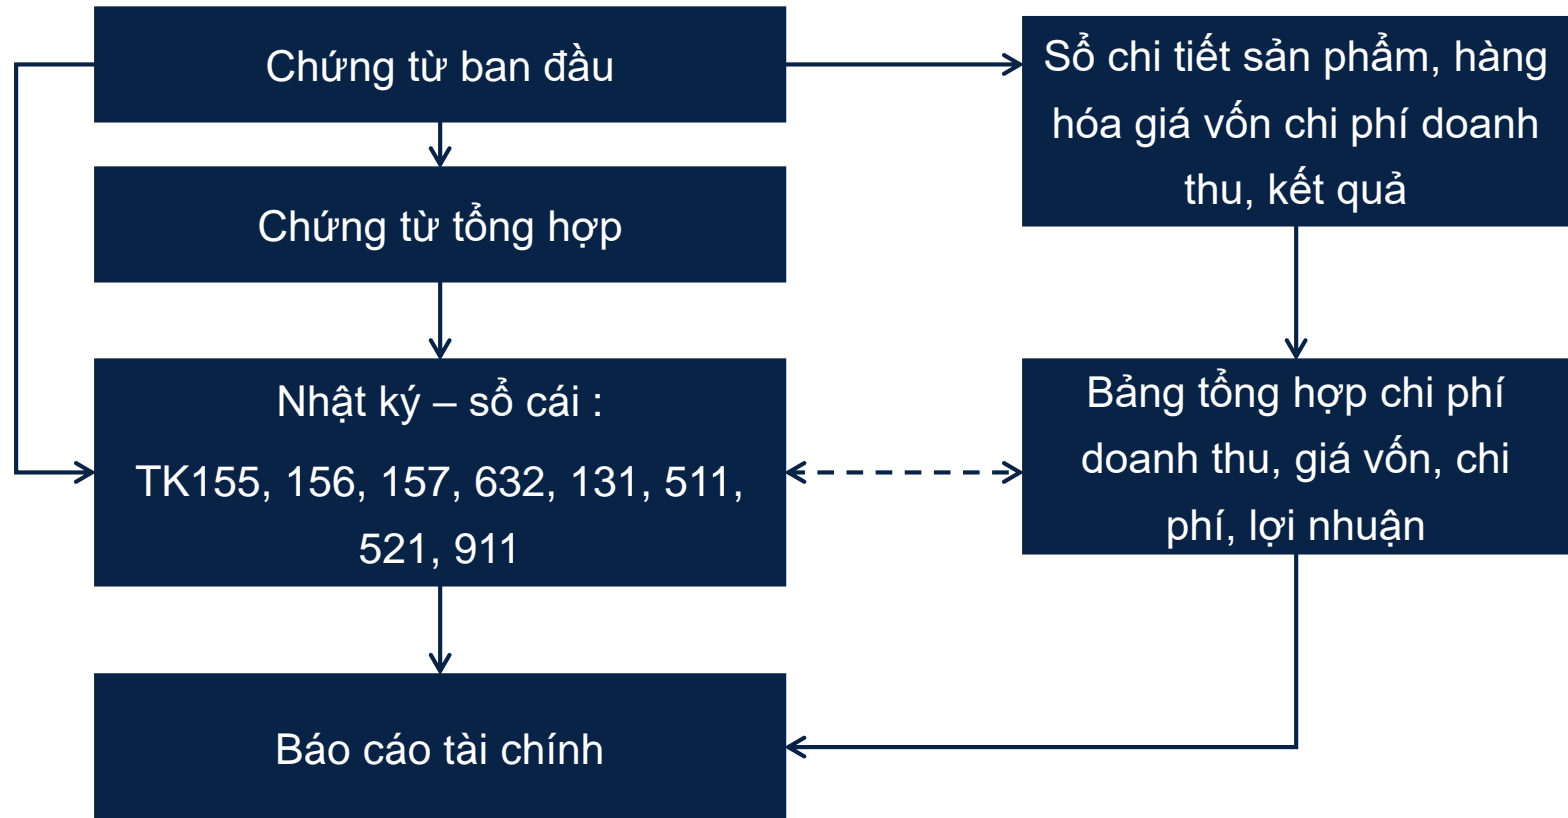 Chứng từ ban đầu
Sổ chi tiết sản phẩm, hàng
hóa giá vốn chi phí doanh
thu, kết quả
Chứng từ tổng hợp
Nhật ký – sổ cái :
TK155, 156, 157, 632, 131, 511,
521, 911
Bảng tổng hợp chi phí
doanh thu, giá vốn, chi
phí, lợi nhuận
Báo cáo tài chính